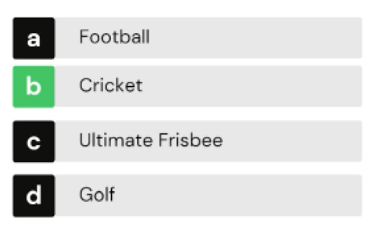 a Football
b Cricket
c Ultimate Frisbee
d Golf